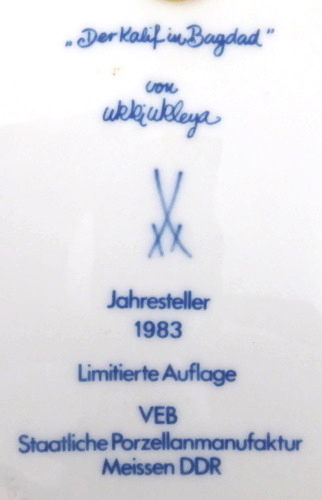 „Der Kalif in Bagdad"
von
Jahresteller
1983
Limitierte Auflage
VEB
Staatliche Porzellanmanufaktur
Meissen DDR